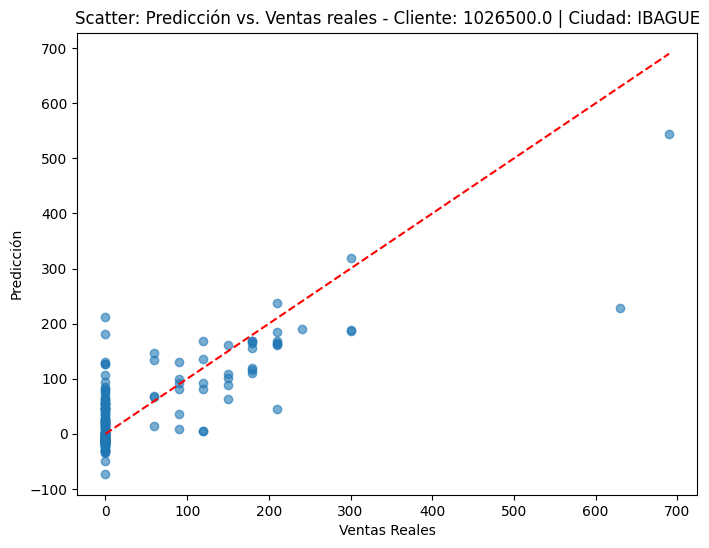 Scatter: Predicción vs. Ventas reales - Cliente: 1026500.0 | Ciudad: IBAGUE
700
600
500
400
300
200
100
0
−100
Predicción
0 100 200 300 400 500 600 700
Ventas Reales